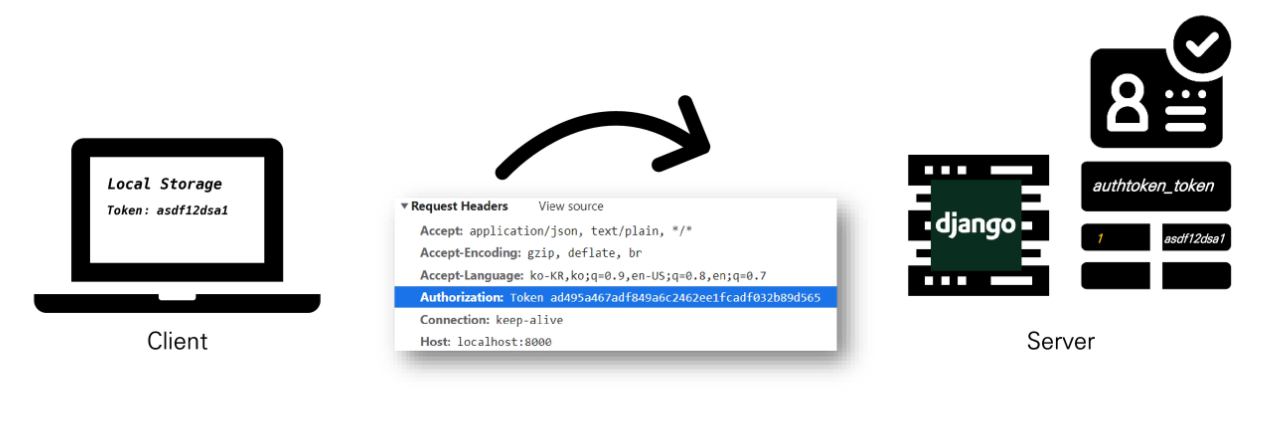 Local Storage
Token: asdf12dsa1
Client
Request Headers View source
Accept: application/json, text/plain, */*
Accept-Encoding: gzip, deflate, br
Accept-Language: ko-KR,ko;q=0.9,en-US;q=0.8,en;q=0.7
Authorization: Token ad495a467adf849a6c2462ee1fcadf032b89d565
Connection: keep-alive
Host: localhost:8000
django
authtoken_token
1 asdf12dsa1
Server